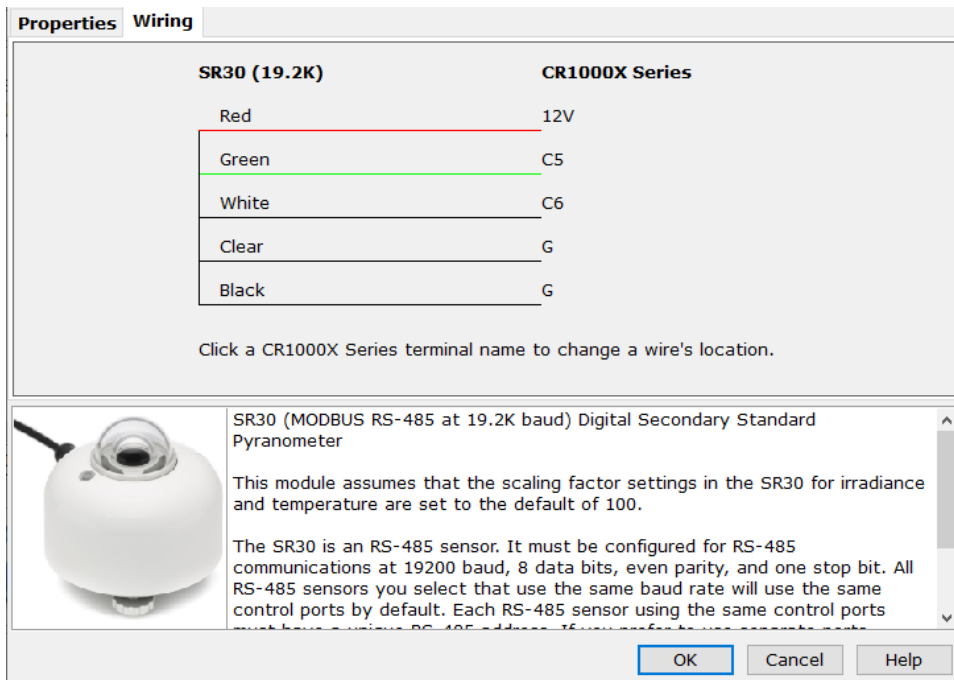 Properties Wiring
SR30 (19.2K) CR1000X Series
Red 12V
Green C5
White C6
Clear G
Black G
Click a CR1000X Series terminal name to change a wire's location.
SR30 (MODBUS RS-485 at 19.2K baud) Digital Secondary Standard
Pyranometer
This module assumes that the scaling factor settings in the SR30 for irradiance
and temperature are set to the default of 100.
The SR30 is an RS-485 sensor. It must be configured for RS-485
communications at 19200 baud, 8 data bits, even parity, and one stop bit. All
RS-485 sensors you select that use the same baud rate will use the same
control ports by default. Each RS-485 sensor using the same control ports
must have a unique RS-485 address. If you prefer to use separate ports
OK Cancel Help